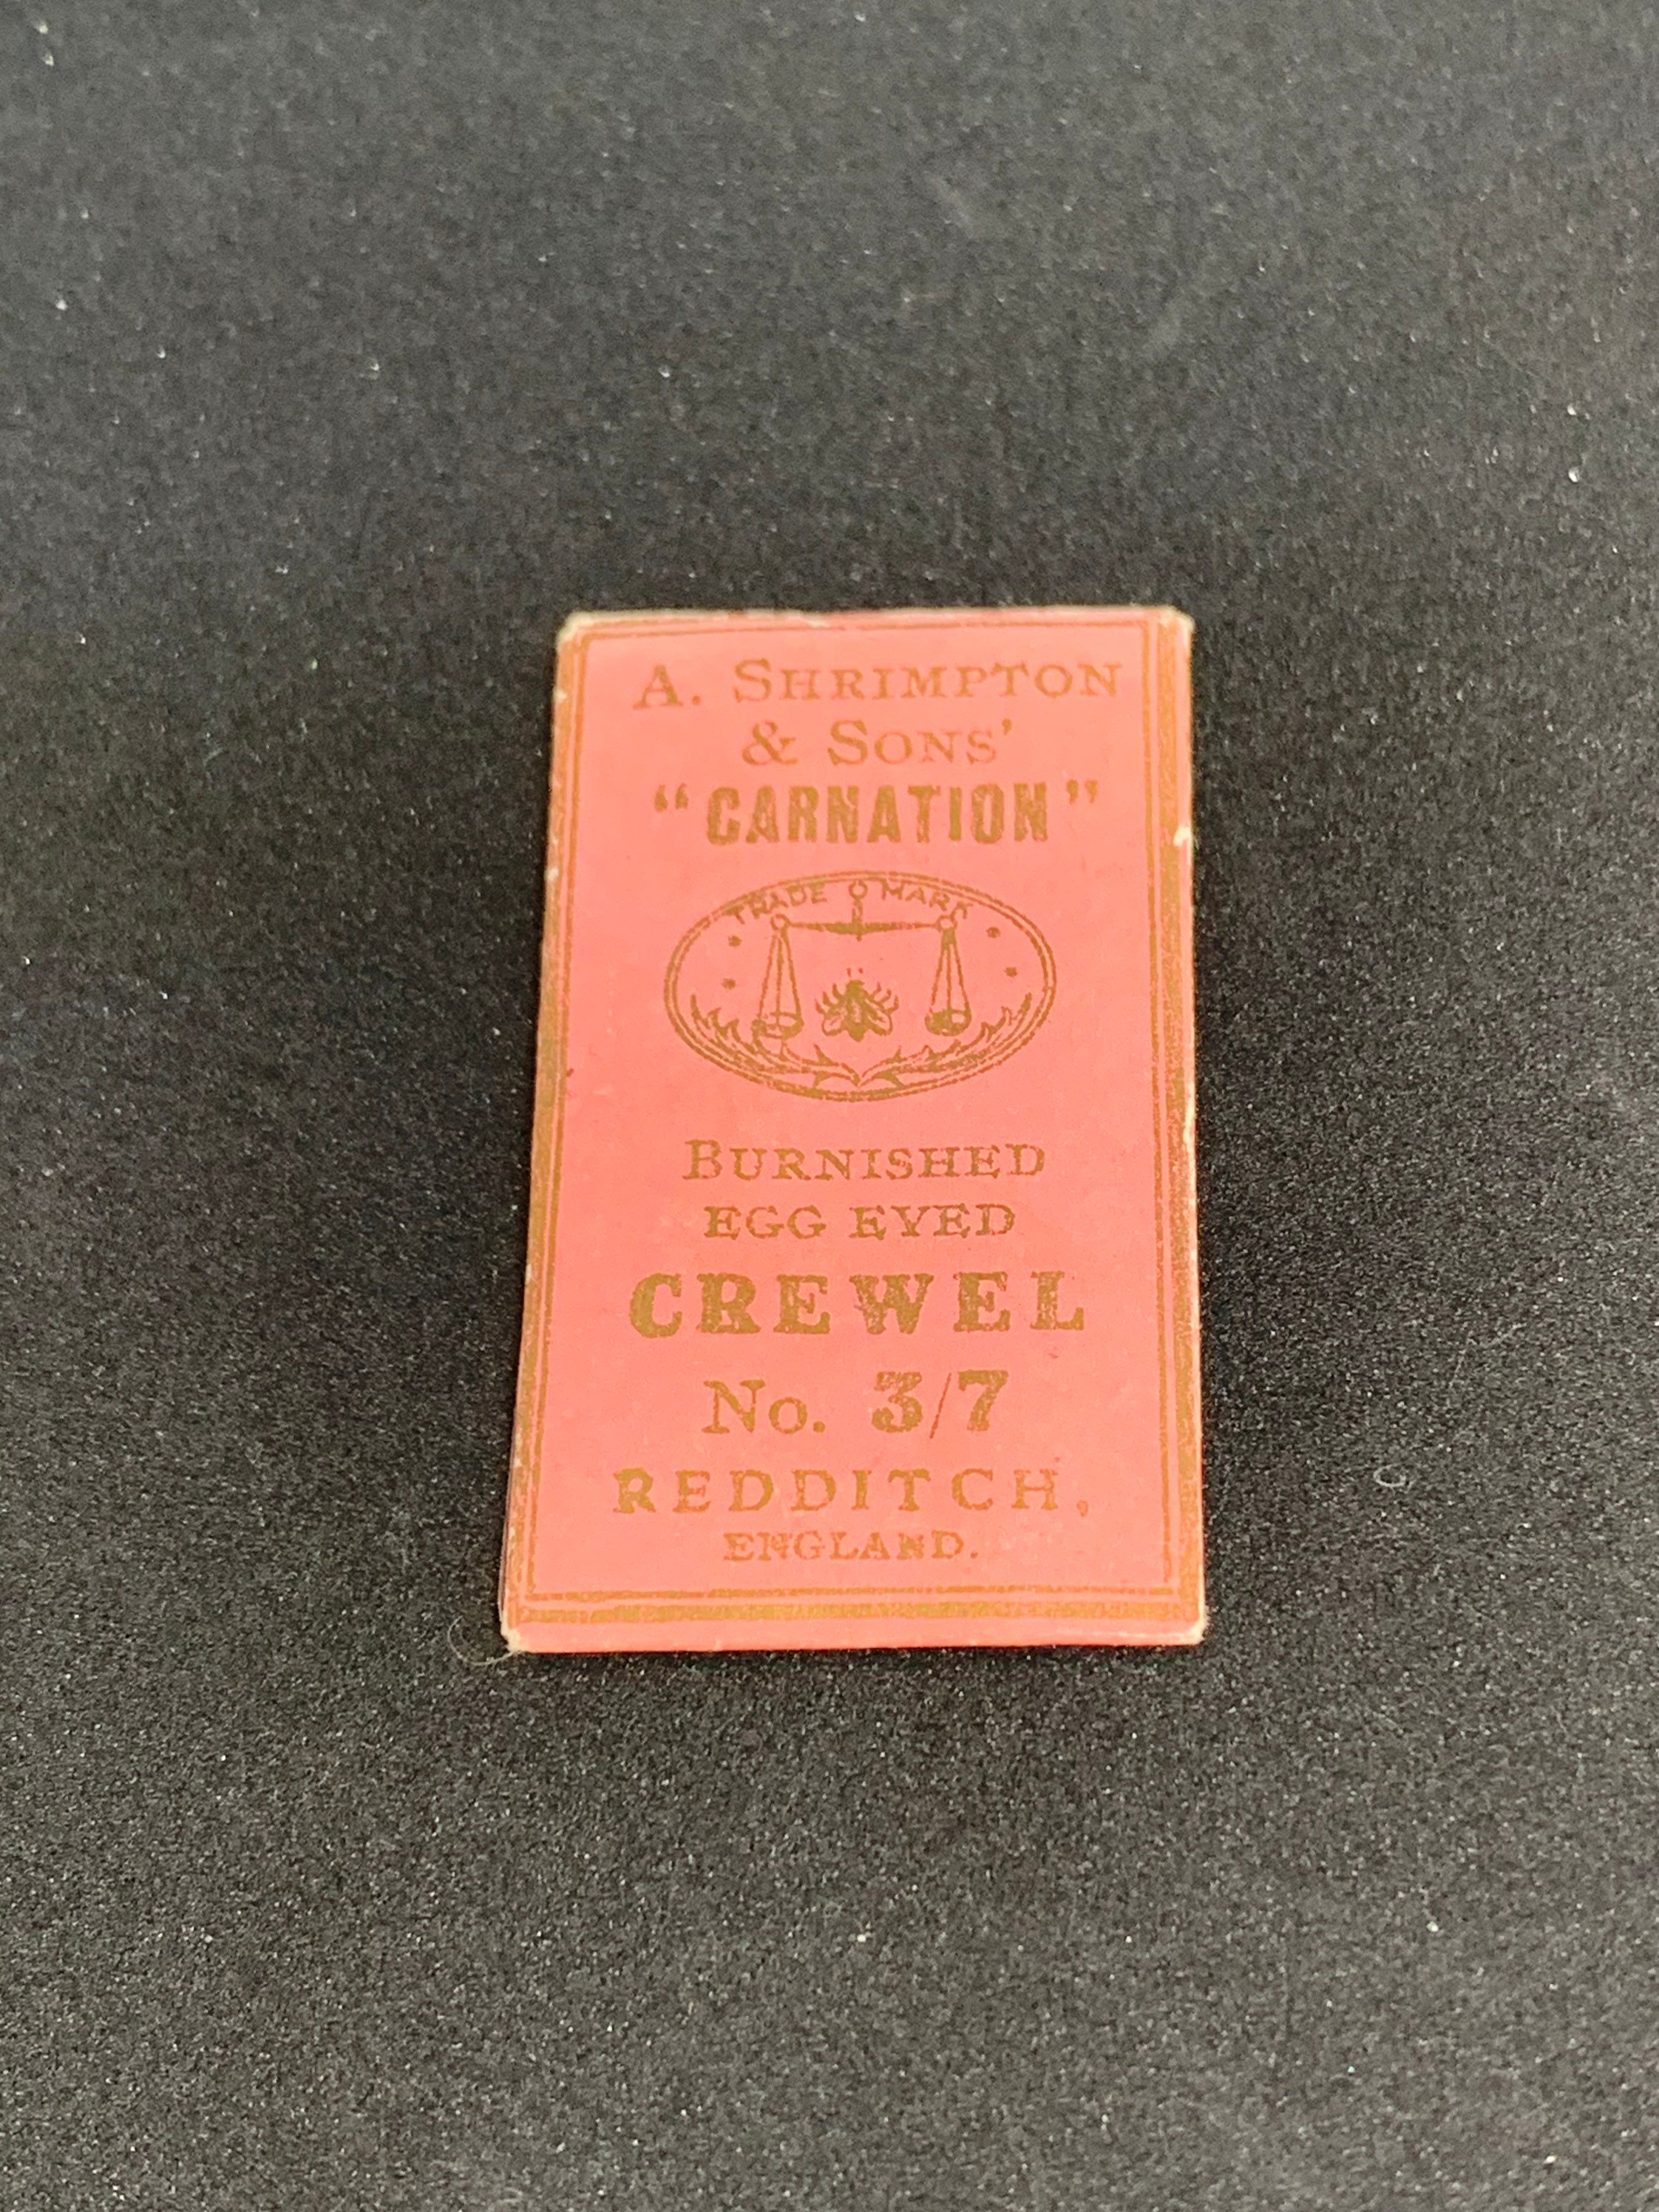 A. SHRIMPTON
& SONS'
"CARNATION"
TRADE MARK
BURNISHED
EGG EYED
CREWEL
No. 3/7
REDDITCH,
ENGLAND.